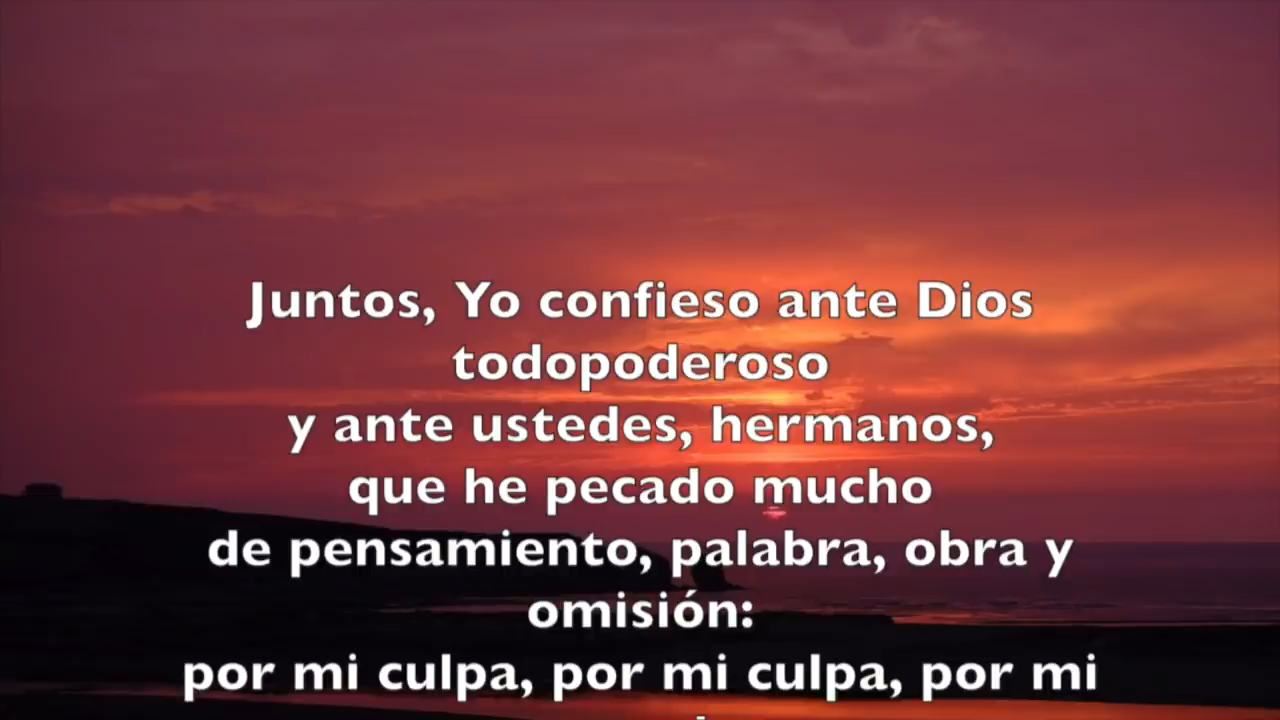 Juntos, Yo confieso ante Dios
todopoderoso
y ante ustedes, hermanos,
que he pecado mucho
de pensamiento, palabra, obra y
omisión:
por mi culpa, por mi culpa, por mi